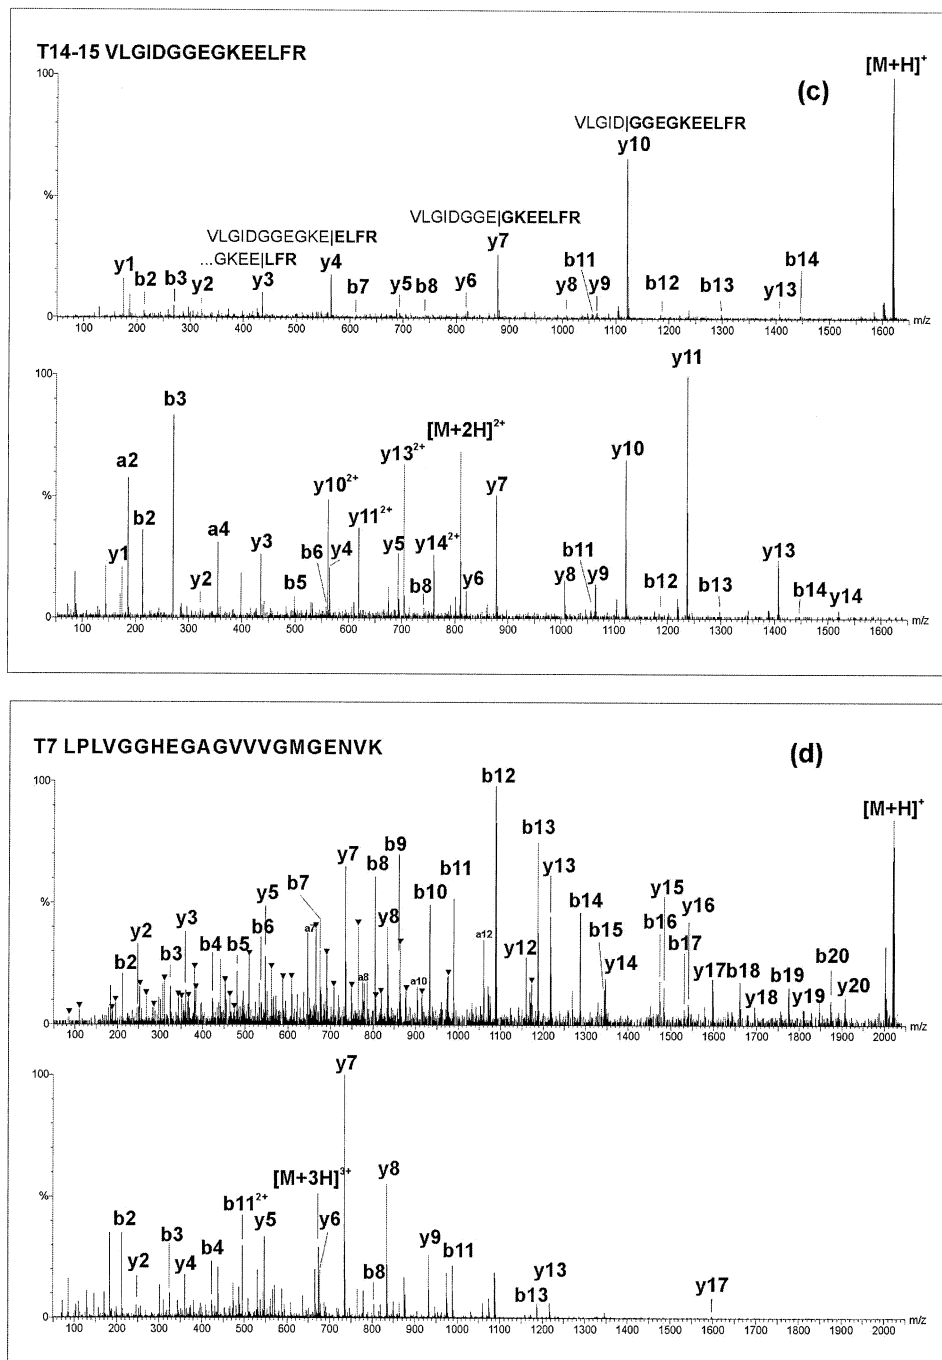 T14-15 VLGIDGGEGKEELFR
[M+H]+
100
(c)
VLGID|GGEGKEELFR
y10
%
VLGIDGGE|GKEELFR
VLGIDGGEGKE|ELFR
y7
...GKEE|LFR
y1 b2 b3 y2 y3 y4 b7 y5 b8 y6 y8 b11 y9 b12 b13 y13 b14
0
100 200 300 400 500 600 700 800 900 1000 1100 1200 1300 1400 1500 1600 m/z
100
y11
b3
[M+2H]2+
a2 y13 2+ y10
y10 2+ y7
%
b2 a4 y11 2+
y1 y3 b6 y4 y5 y14 2+ b11 y13
y2 b5 b8 y6 y8 y9 b12 b13 b14 y14
0
100 200 300 400 500 600 700 800 900 1000 1100 1200 1300 1400 1500 1600 m/z
T7 LPLVGGHEGAGVVVGMGENVK
(d)
100
b12
[M+H]+
b13
y7 b8 b9 b11 y13
b7 y15
y5 b10 b14 y16
%
y2 y3 b6 a7 y8 a12 b15 b16
b2 b3 b4 b5 a8 a10 y12 y14 b17 y17 b18 b19 b20
y18 y19 y20
0
100 200 300 400 500 600 700 800 900 1000 1100 1200 1300 1400 1500 1600 1700 1800 1900 2000 m/z
100
y7
[M+3H]3+ y8
%
b11 2+
b2 b3 b4 y5 y6 y9 b11
y2 y4 b8 y13 y17
b13
0
100 200 300 400 500 600 700 800 900 1000 1100 1200 1300 1400 1500 1600 1700 1800 1900 2000 m/z